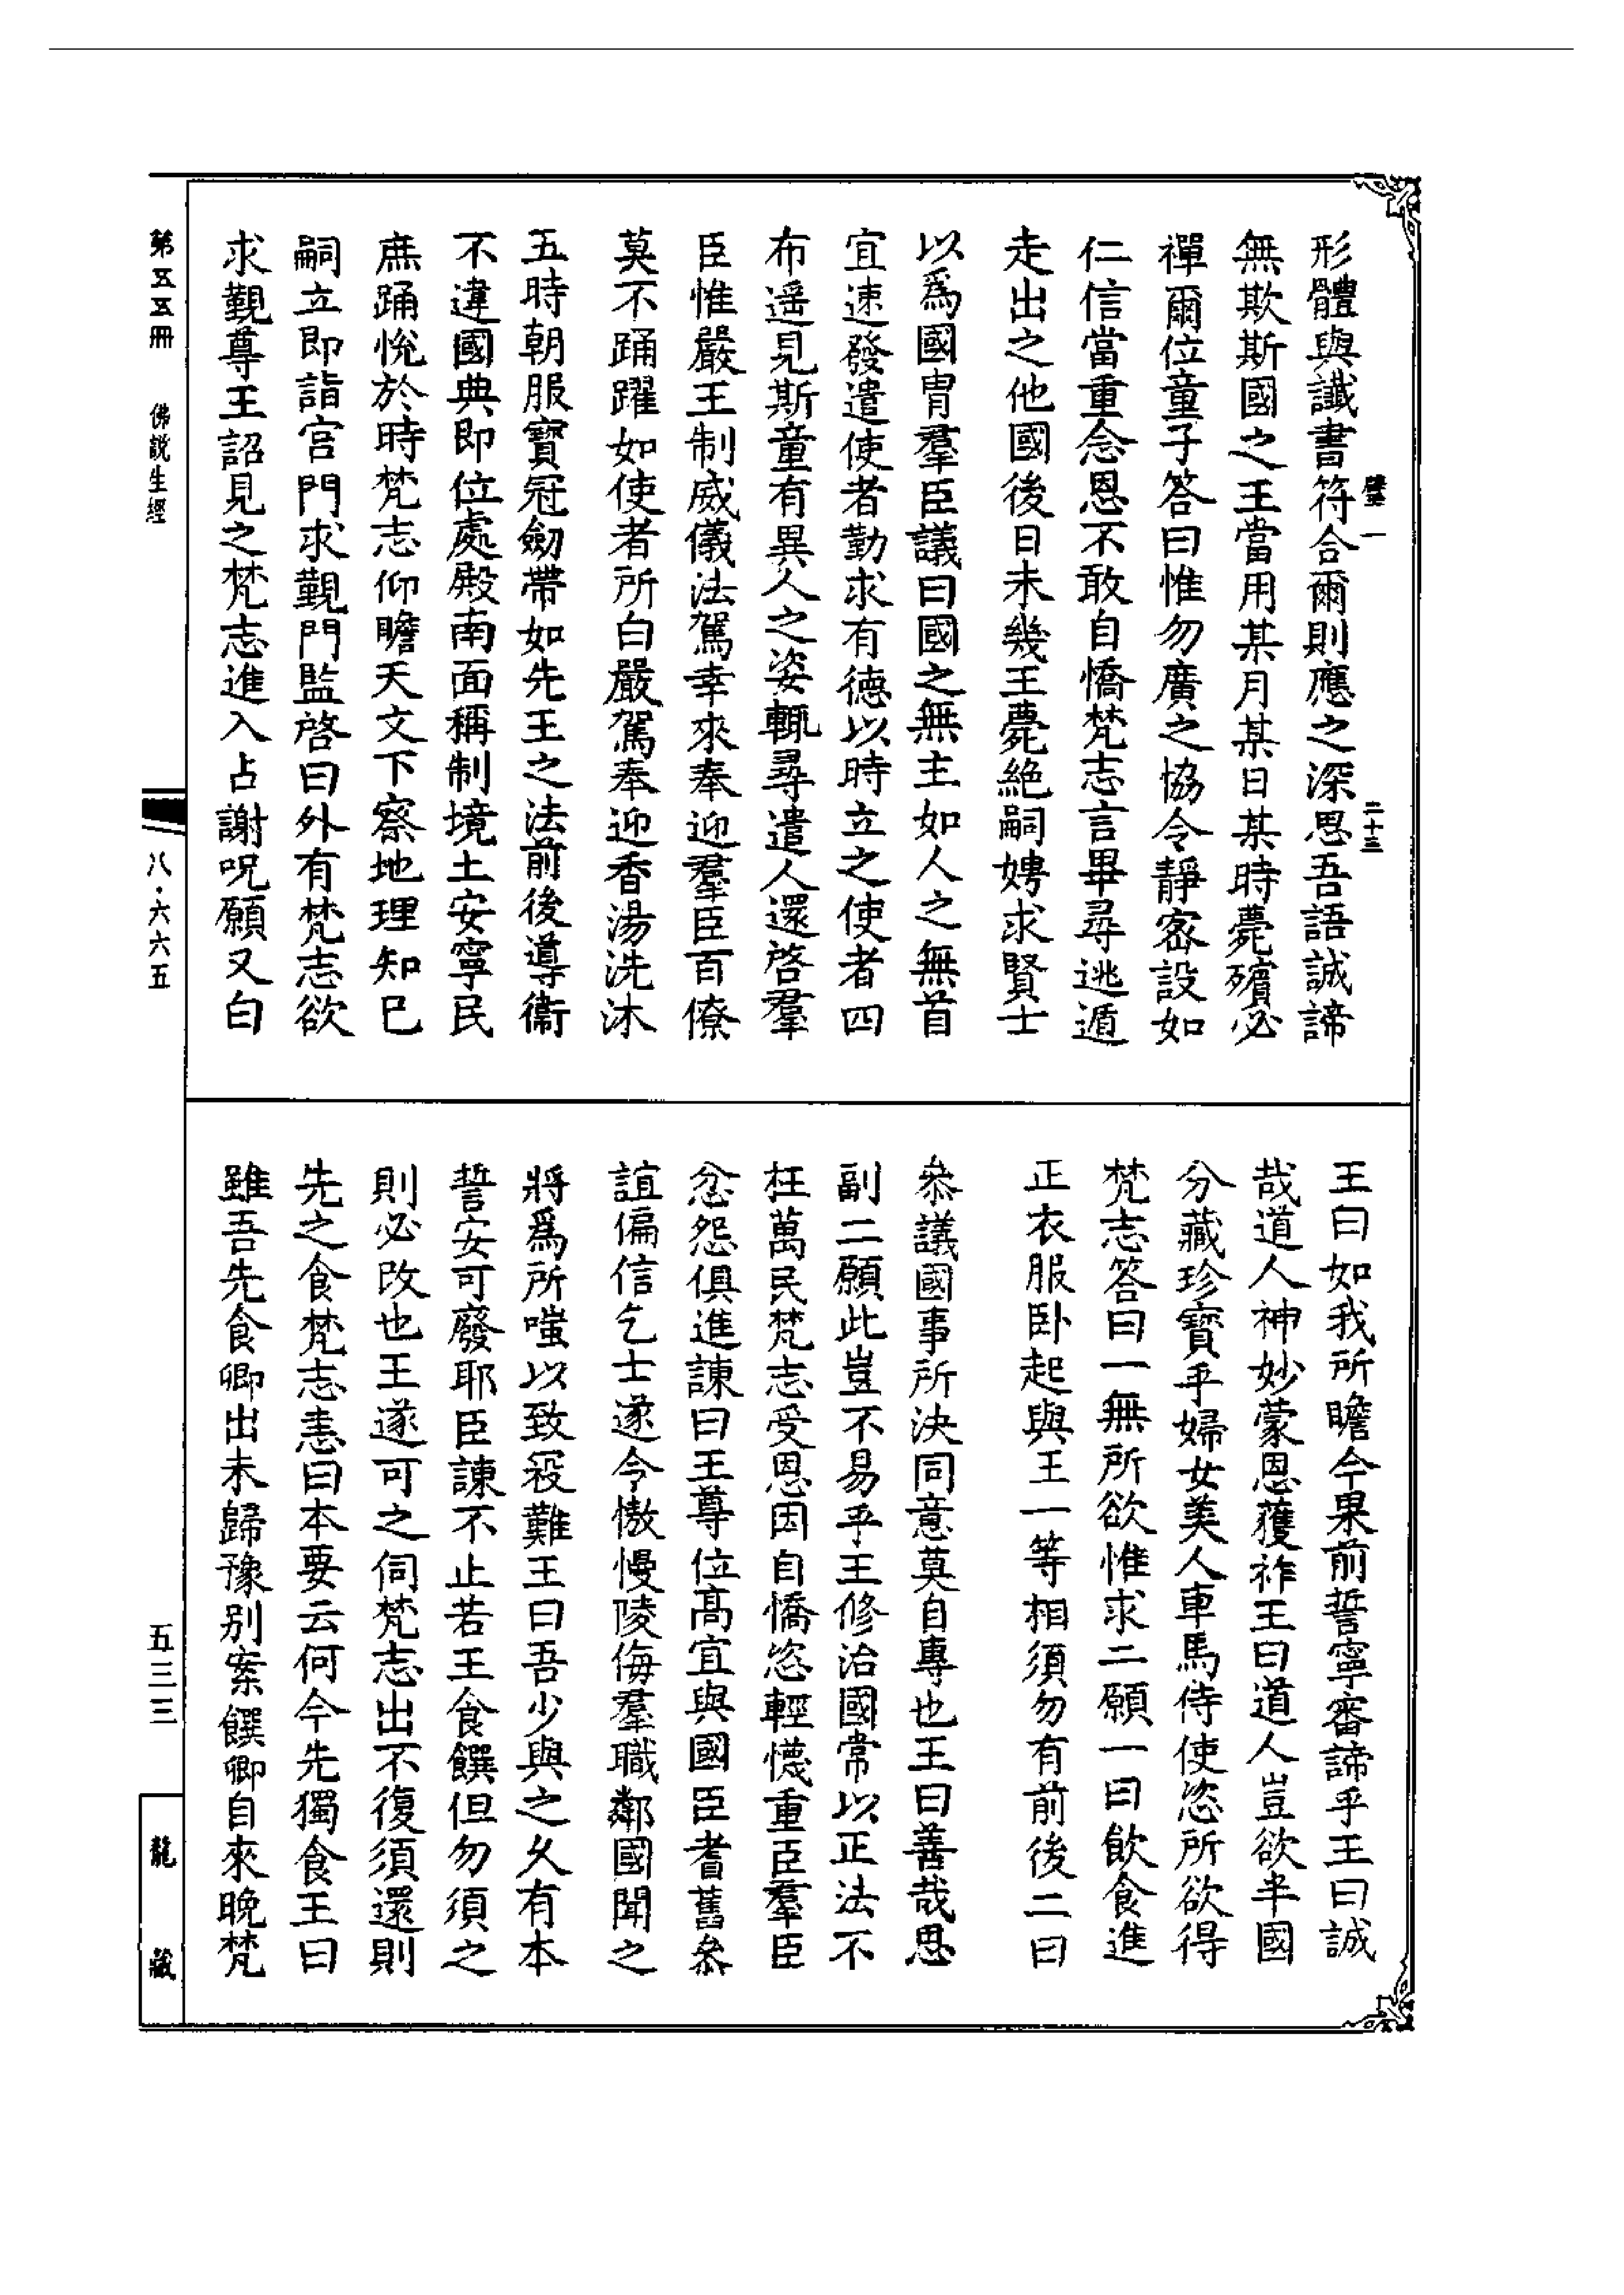 形體與讖書符合爾則應之深思吾語誠諦
無欺斯國之王當用某月某日某時薨殯必
禪爾位童子答曰惟勿廣之協令靜密設如
仁信當重念恩不敢自憍梵志言畢尋逃遁
走出之他國後日未幾王薨絕嗣娉求賢士
以爲國胄羣臣議曰國之無主如人之無首
宜速發遣使者勤求有德以時立之使者四
布遥見斯童有異人之姿輒尋遣人還啓羣
臣惟嚴王制威儀法駕幸來奉迎羣臣百僚
莫不踊躍如使者所白嚴駕奉迎香湯洗沐
五時朝服寶冠劒帶如先王之法前後導衞
不違國典即位處殿南面稱制境土安寧民
庶踊悅於時梵志仰瞻天文下察地理知已
嗣立即詣宮門求覲門監啓曰外有梵志欲
求覲尊王詔見之梵志進入占謝呪願又白
王曰如我所瞻今果前誓寧審諦乎王曰誠
哉道人神妙蒙恩獲祚王曰道人豈欲半國
分藏珍寶乎婦女美人車馬侍使恣所欲得
梵志答曰一無所欲惟求二願一曰飮食進
正衣服卧起與王一等相須勿有前後二曰
叅議國事所決同意莫自專也王曰善哉思
副二願此豈不易乎王修治國常以正法不
枉萬民梵志受恩因自憍恣輕懱重臣羣臣
忿怨俱進諫曰王尊位高宜與國臣耆舊叅
誼偏信乞士遂令慠慢陵侮羣職鄰國聞之
將爲所嗤以致寇難王曰吾少與之久有本
誓安可廢耶臣諫不止若王食饌但勿須之
則必改也王遂可之伺梵志出不復須還則
先之食梵志恚曰本要云何今先獨食王曰
雖吾先食卿出未歸豫别案饌卿自來晚梵
壁一
二十三
第五五冊
佛說生經
八·六六五
五三三
龍藏